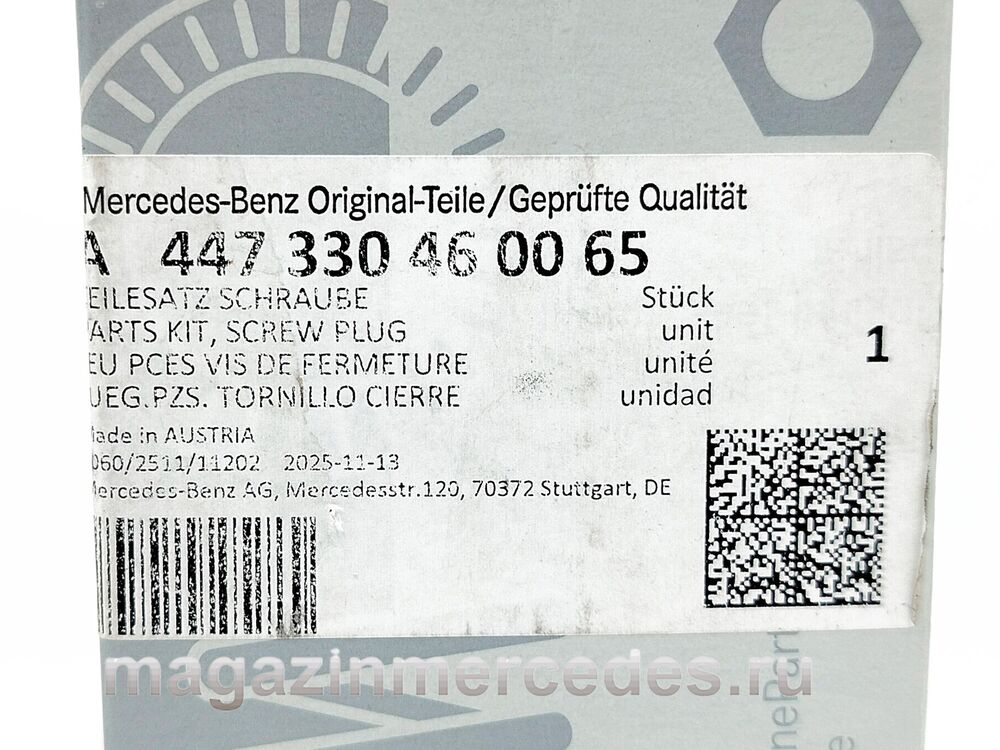 Mercedes-Benz Original-Teile/Geprüfte Qualität
A 447 330 46 00 65
EILESATZ SCHRAUBE Stück
ARTS KIT, SCREW PLUG unit
EU PCES VIS DE FERMETURE unité
UEG.PZS. TORNILLO CIERRE unidad
1
ade in AUSTRIA
060/2511/11202 2025-11-13
ercedes-Benz AG, Mercedesstr.120, 70372 Stuttgart, DE
magazinmercedes.ru
nePart